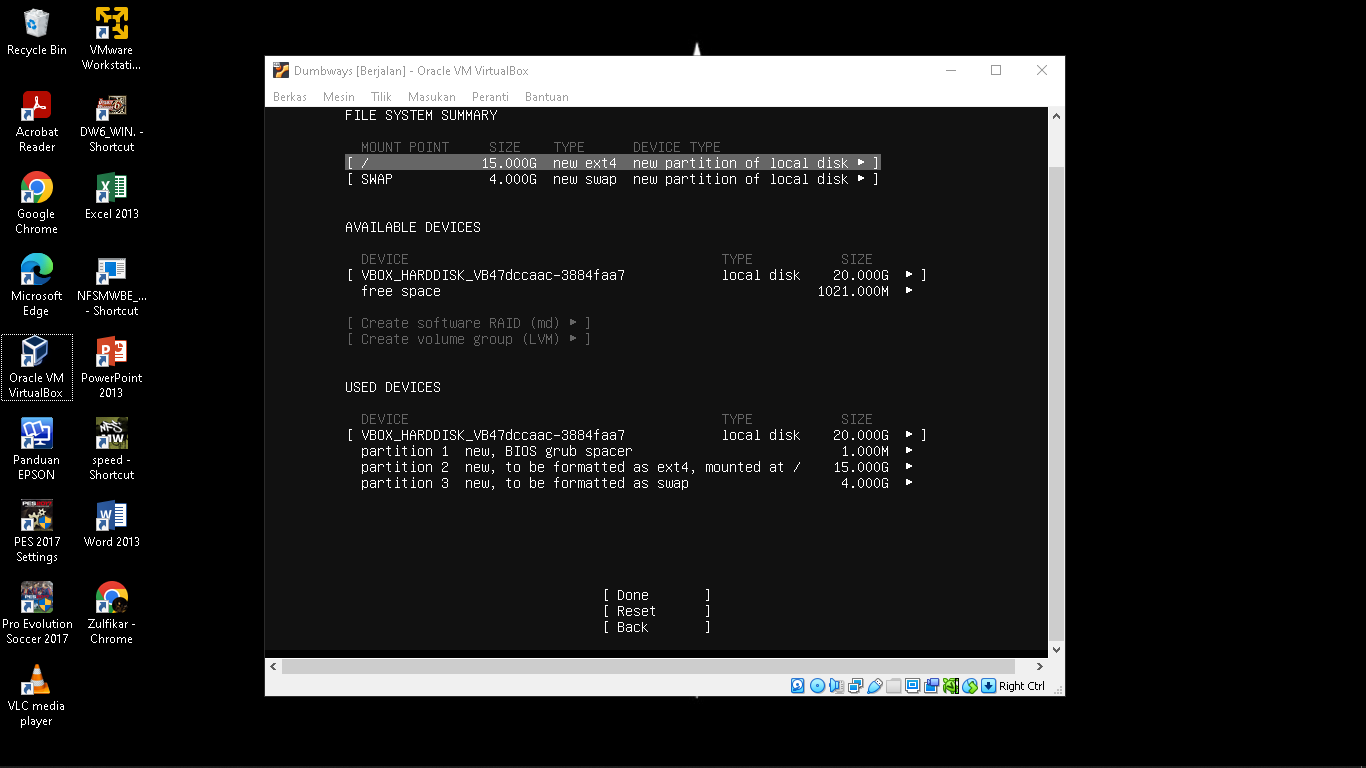 Recycle Bin
VMware
Workstati...
Acrobat
Reader
DW6_WIN. -
Shortcut
Google
Chrome
Excel 2013
Microsoft
Edge
NFSMWBE_...
- Shortcut
Oracle VM
VirtualBox
PowerPoint
2013
Panduan
EPSON
speed -
Shortcut
PES 2017
Settings
Word 2013
Pro Evolution
Soccer 2017
Zulfikar -
Chrome
VLC media
player
Dumbways [Berjalan] - Oracle VM VirtualBox
Berkas Mesin Tilik Masukan Peranti Bantuan
FILE SYSTEM SUMMARY
MOUNT POINT SIZE TYPE DEVICE TYPE
[ / 15.000G new ext4 new partition of local disk ▸ ]
[ SWAP 4.000G new swap new partition of local disk ▸ ]
AVAILABLE DEVICES
DEVICE TYPE SIZE
[ VBOX_HARDDISK_VB47dccaac-3884faa7 local disk 20.000G ▸ ]
free space 1021.000M ▸
[ Create software RAID (md) ▸ ]
[ Create volume group (LVM) ▸ ]
USED DEVICES
DEVICE TYPE SIZE
[ VBOX_HARDDISK_VB47dccaac-3884faa7 local disk 20.000G ▸ ]
partition 1 new, BIOS grub spacer 1.000M ▸
partition 2 new, to be formatted as ext4, mounted at / 15.000G ▸
partition 3 new, to be formatted as swap 4.000G ▸
[ Done ]
[ Reset ]
[ Back ]
Right Ctrl